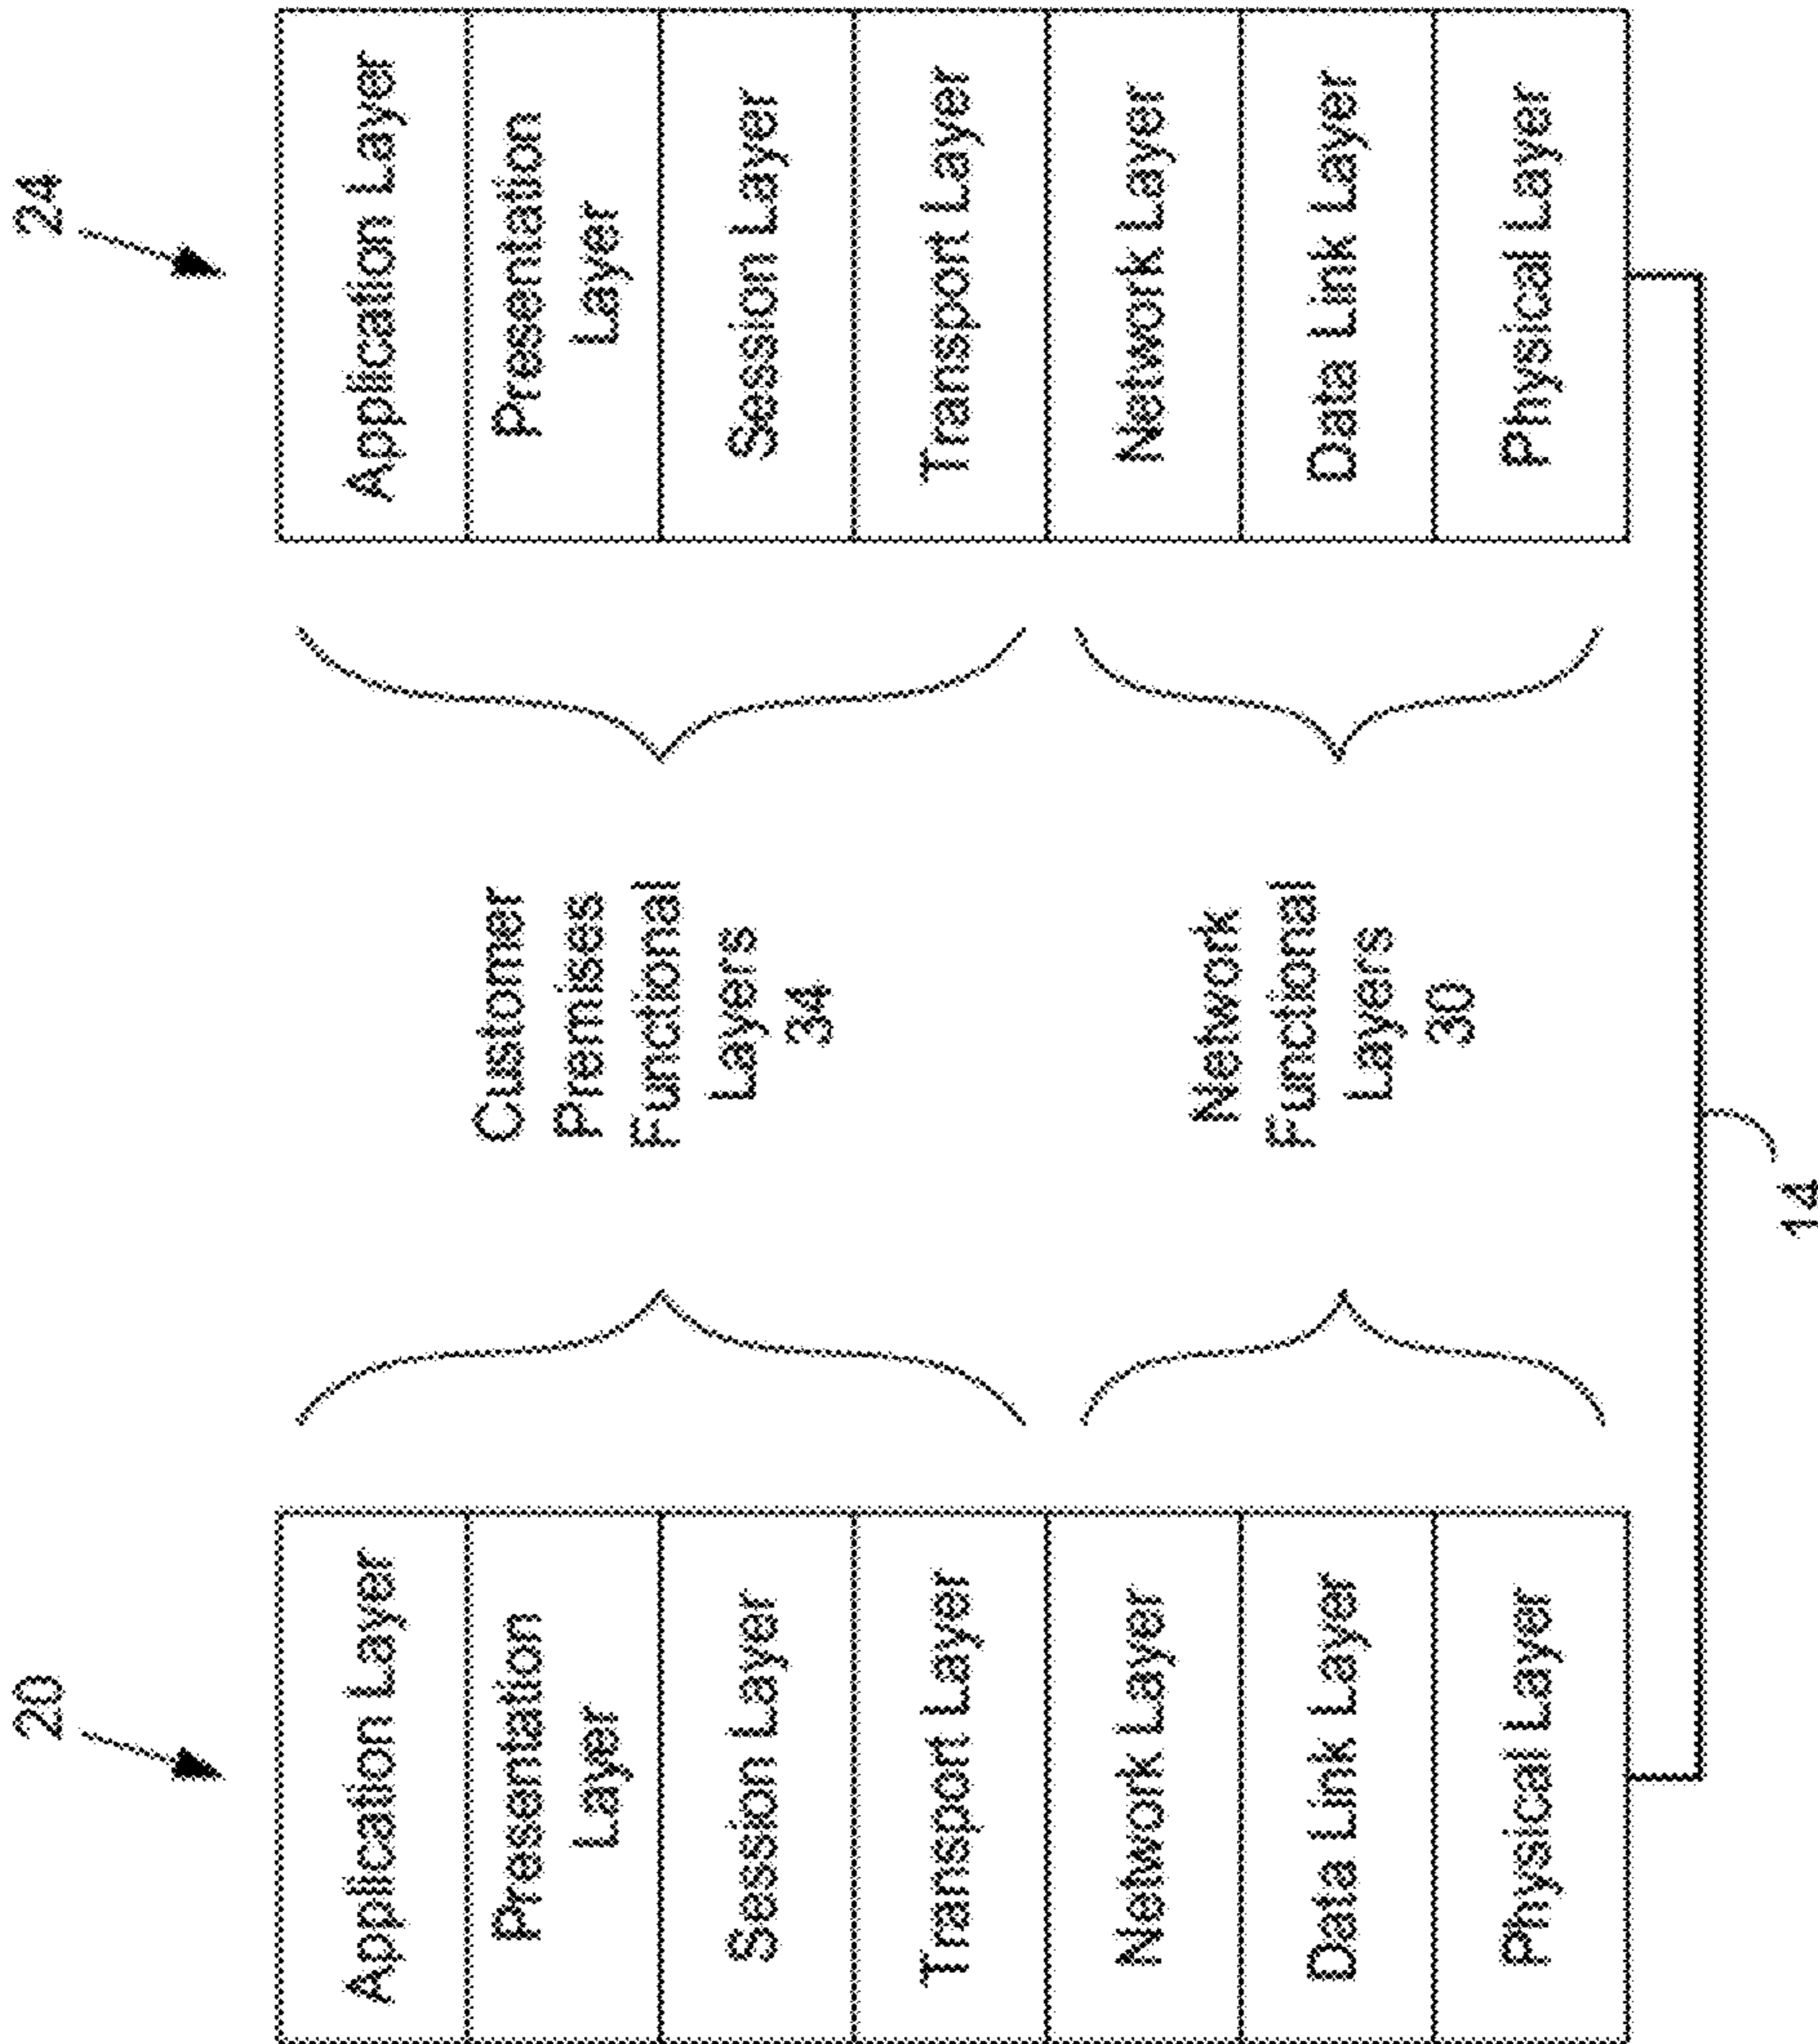 20
24
Application Layer
Presentation
Layer
Session Layer
Transport Layer
Network Layer
Data Link Layer
Physical Layer
Customer
Premises
Functional
Layers
34
Network
Functional
Layers
30
Application Layer
Presentation
Layer
Session Layer
Transport Layer
Network Layer
Data Link Layer
Physical Layer
14